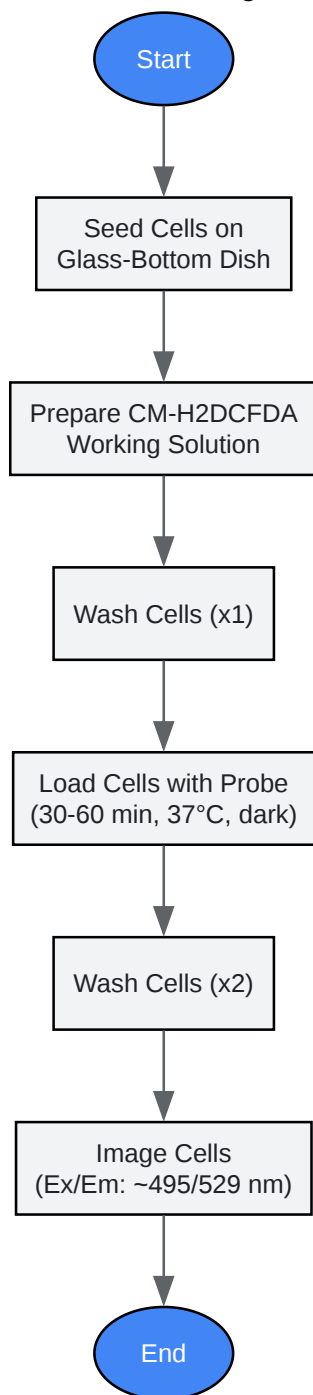 Start
Seed Cells on
Glass-Bottom Dish
Prepare CM-H2DCFDA
Working Solution
Wash Cells (x1)
Load Cells with Probe
(30-60 min, 37°C, dark)
Wash Cells (x2)
Image Cells
(Ex/Em: ~495/529 nm)
End